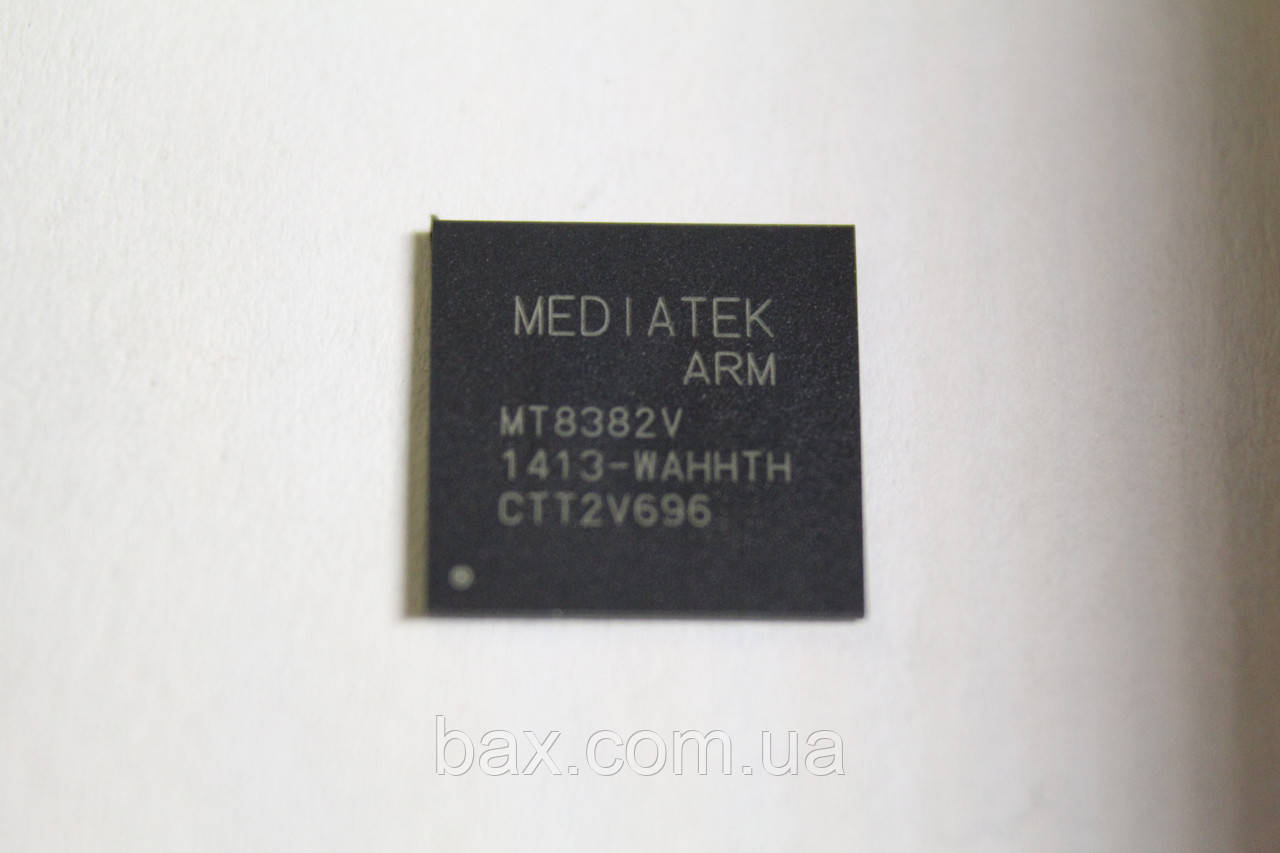 MEDIATEK
ARM
MT8382V
1413-WAHHTH
CTT2V696
bax.com.ua